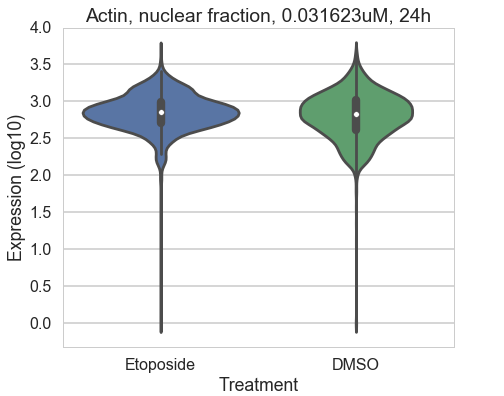 Actin, nuclear fraction, 0.031623uM, 24h
4.0
3.5
3.0
2.5
2.0
1.5
1.0
0.5
0.0
Expression (log10)
Etoposide DMSO
Treatment